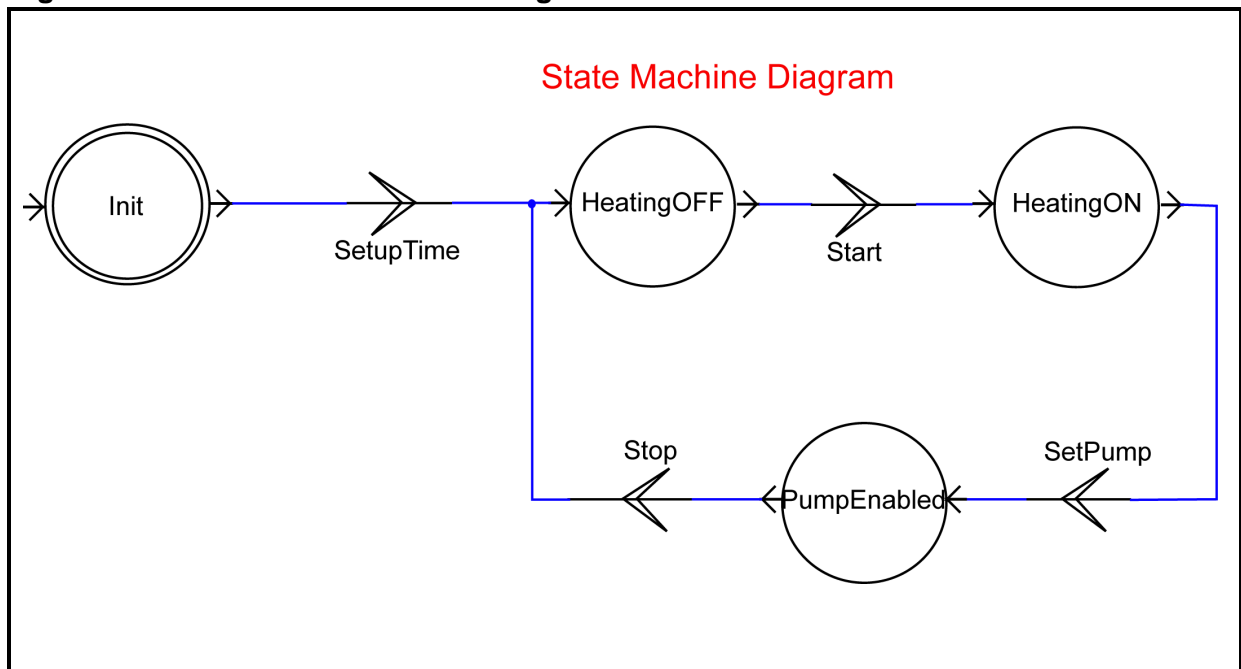 State Machine Diagram
Init
SetupTime
HeatingOFF
Start
HeatingON
Stop
PumpEnabled
SetPump